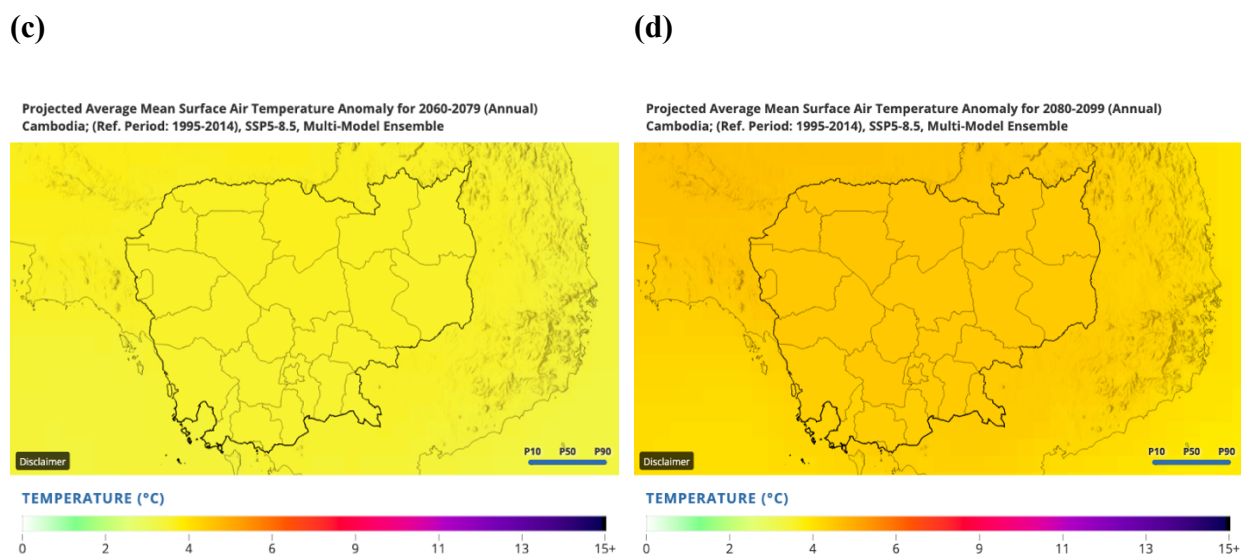 (c)
(d)
Projected Average Mean Surface Air Temperature Anomaly for 2060-2079 (Annual)
Cambodia; (Ref. Period: 1995-2014), SSP5-8.5, Multi-Model Ensemble
Projected Average Mean Surface Air Temperature Anomaly for 2080-2099 (Annual)
Cambodia; (Ref. Period: 1995-2014), SSP5-8.5, Multi-Model Ensemble
Disclaimer
P10 P50 P90
Disclaimer
P10 P50 P90
TEMPERATURE (°C)
0 2 4 6 9 11 13 15+
TEMPERATURE (°C)
0 2 4 6 9 11 13 15+